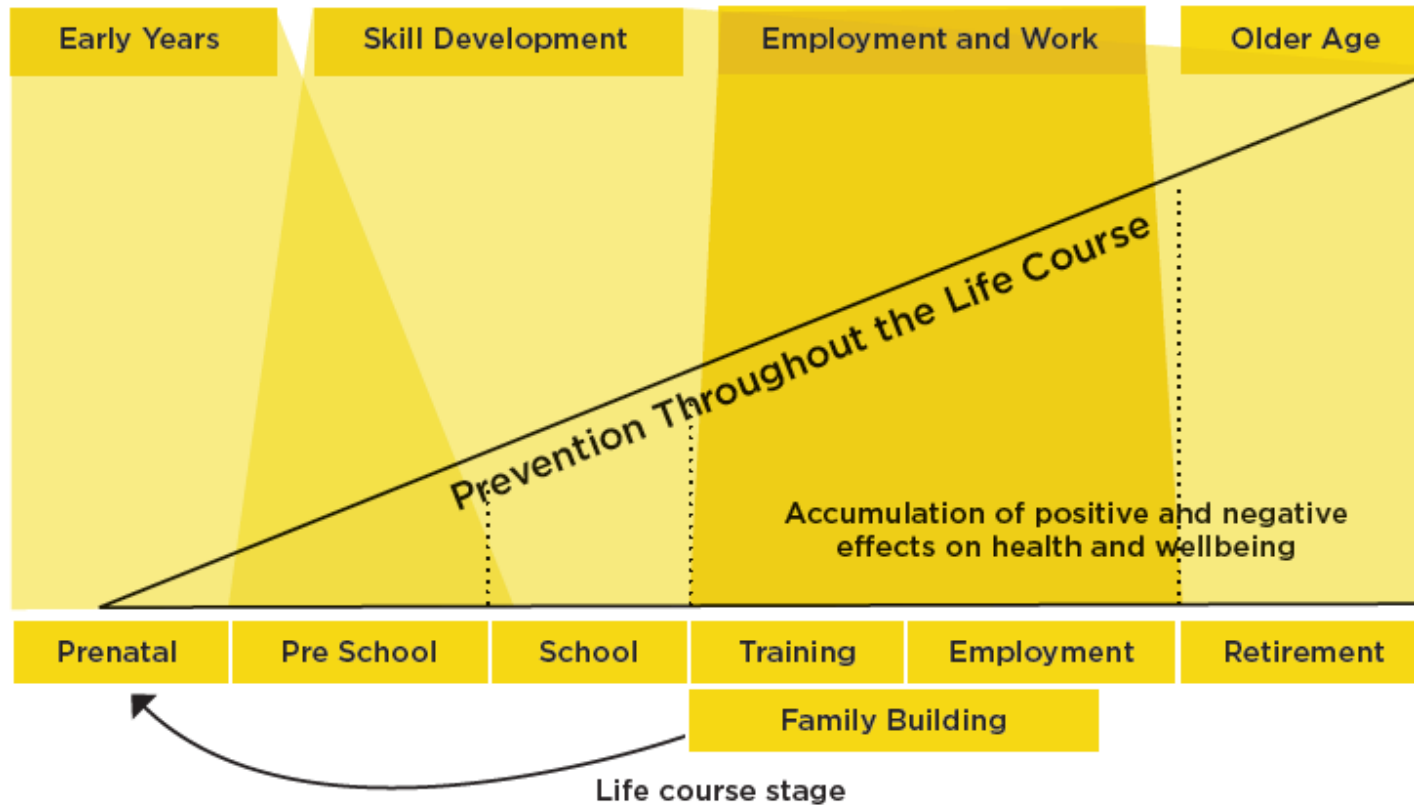 Early Years
Skill Development
Employment and Work
Older Age
Prevention Throughout the Life Course
Accumulation of positive and negative
effects on health and wellbeing
Prenatal
Pre School
School
Training
Employment
Retirement
Family Building
Life course stage